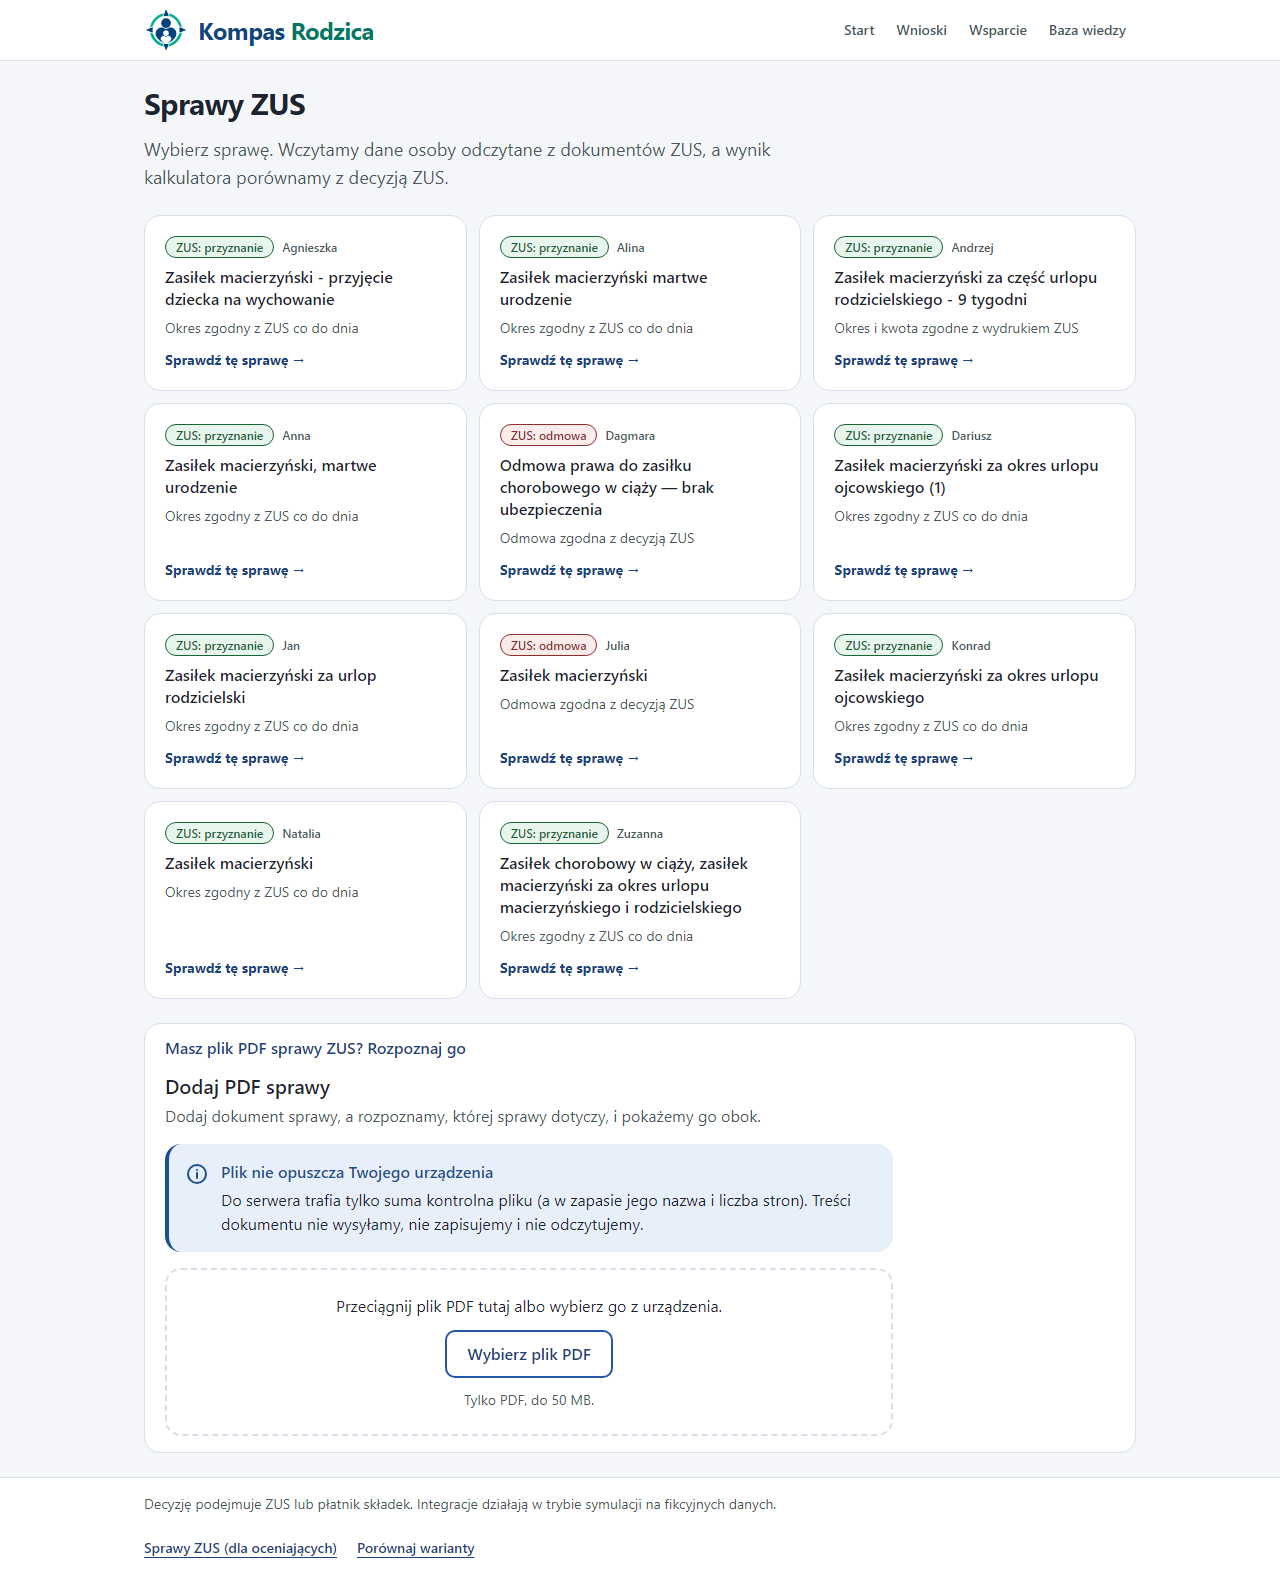 Kompas Rodzica
Start Wnioski Wsparcie Baza wiedzy
Sprawy ZUS
Wybierz sprawę. Wczytamy dane osoby odczytane z dokumentów ZUS, a wynik
kalkulatora porównamy z decyzją ZUS.
ZUS: przyznanie Agnieszka
Zasiłek macierzyński - przyjęcie
dziecka na wychowanie
Okres zgodny z ZUS co do dnia
Sprawdź tę sprawę →
ZUS: przyznanie Alina
Zasiłek macierzyński martwe
urodzenie
Okres zgodny z ZUS co do dnia
Sprawdź tę sprawę →
ZUS: przyznanie Andrzej
Zasiłek macierzyński za część urlopu
rodzicielskiego - 9 tygodni
Okres i kwota zgodne z wydrukiem ZUS
Sprawdź tę sprawę →
ZUS: przyznanie Anna
Zasiłek macierzyński, martwe
urodzenie
Okres zgodny z ZUS co do dnia
Sprawdź tę sprawę →
ZUS: odmowa Dagmara
Odmowa prawa do zasiłku
chorobowego w ciąży — brak
ubezpieczenia
Odmowa zgodna z decyzją ZUS
Sprawdź tę sprawę →
ZUS: przyznanie Dariusz
Zasiłek macierzyński za okres urlopu
ojcowskiego (1)
Okres zgodny z ZUS co do dnia
Sprawdź tę sprawę →
ZUS: przyznanie Jan
Zasiłek macierzyński za urlop
rodzicielski
Okres zgodny z ZUS co do dnia
Sprawdź tę sprawę →
ZUS: odmowa Julia
Zasiłek macierzyński
Odmowa zgodna z decyzją ZUS
Sprawdź tę sprawę →
ZUS: przyznanie Konrad
Zasiłek macierzyński za okres urlopu
ojcowskiego
Okres zgodny z ZUS co do dnia
Sprawdź tę sprawę →
ZUS: przyznanie Natalia
Zasiłek macierzyński
Okres zgodny z ZUS co do dnia
Sprawdź tę sprawę →
ZUS: przyznanie Zuzanna
Zasiłek chorobowy w ciąży, zasiłek
macierzyński za okres urlopu
macierzyńskiego i rodzicielskiego
Okres zgodny z ZUS co do dnia
Sprawdź tę sprawę →
Masz plik PDF sprawy ZUS? Rozpoznaj go
Dodaj PDF sprawy
Dodaj dokument sprawy, a rozpoznamy, której sprawy dotyczy, i pokażemy go obok.
Plik nie opuszcza Twojego urządzenia
Do serwera trafia tylko suma kontrolna pliku (a w zapasie jego nazwa i liczba stron). Treści
dokumentu nie wysyłamy, nie zapisujemy i nie odczytujemy.
Przeciągnij plik PDF tutaj albo wybierz go z urządzenia.
Wybierz plik PDF
Tylko PDF, do 50 MB.
Decyzję podejmuje ZUS lub płatnik składek. Integracje działają w trybie symulacji na fikcyjnych danych.
Sprawy ZUS (dla oceniających) Porównaj warianty